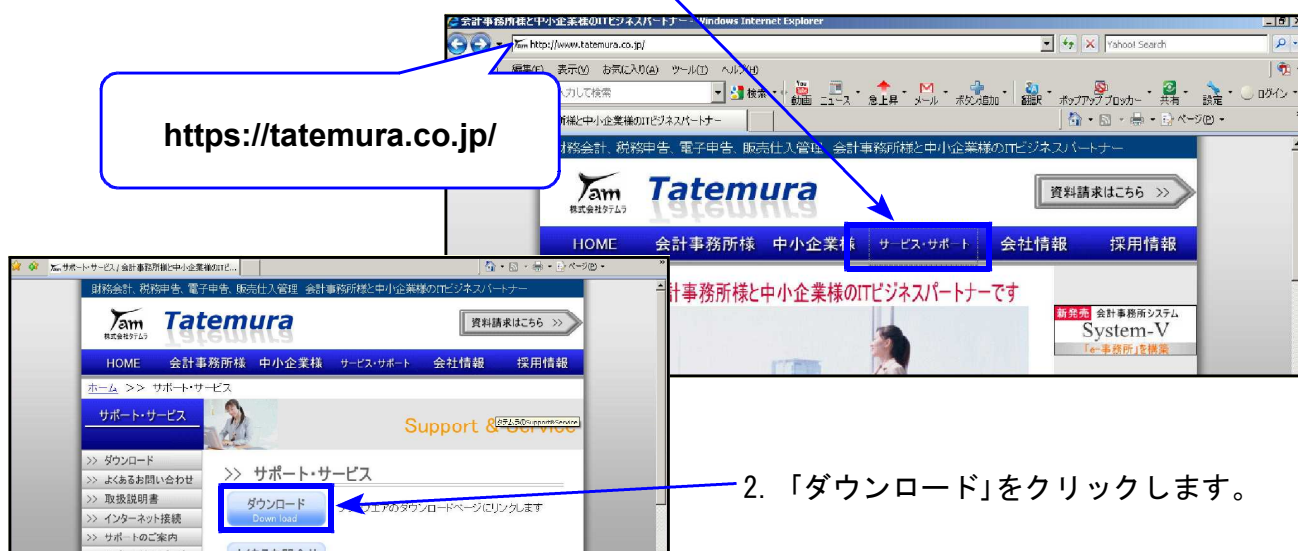 会計事務所様と中小企業様のITビジネスパートナー - Windows Internet Explorer
http://www.tatemura.co.jp/
Yahoo! Search
編集(E) 表示(V) お気に入り(A) ツール(T) ヘルプ(H)
入力して検索
検索
動画 ニュース 急上昇 メール ボタン追加 翻訳 ポップアップブロッカー 共有 設定 ログイン
所様と中小企業様のITビジネスパートナー
ページ(P)
https://tatemura.co.jp/
財務会計、税務申告、電子申告、販売仕入管理 会計事務所様と中小企業様のITビジネスパートナー
Tam
株式会社タテムラ
Tatemura
資料請求はこちら >>
HOME 会計事務所様 中小企業様 サービス・サポート 会社情報 採用情報
計事務所様と中小企業様のITビジネスパートナーです
新発売 会計事務所システム
System-V
「e-事務所」を構築
サポート・サービス / 会計事務所様と中小企業様のITビ...
ページ(P)
財務会計、税務申告、電子申告、販売仕入管理 会計事務所様と中小企業様のITビジネスパートナー
Tam
株式会社タテムラ
Tatemura
資料請求はこちら >>
HOME 会計事務所様 中小企業様 サービス・サポート 会社情報 採用情報
ホーム >> サポート・サービス
サポート・サービス
Support & Service
タテムラのSupport&Service
>> ダウンロード
>> よくあるお問い合わせ
>> 取扱説明書
>> インターネット接続
>> サポートのご案内
>> サポート・サービス
ダウンロード
Down load
ウエアのダウンロードページにリンクします
2. 「ダウンロード」をクリックします。